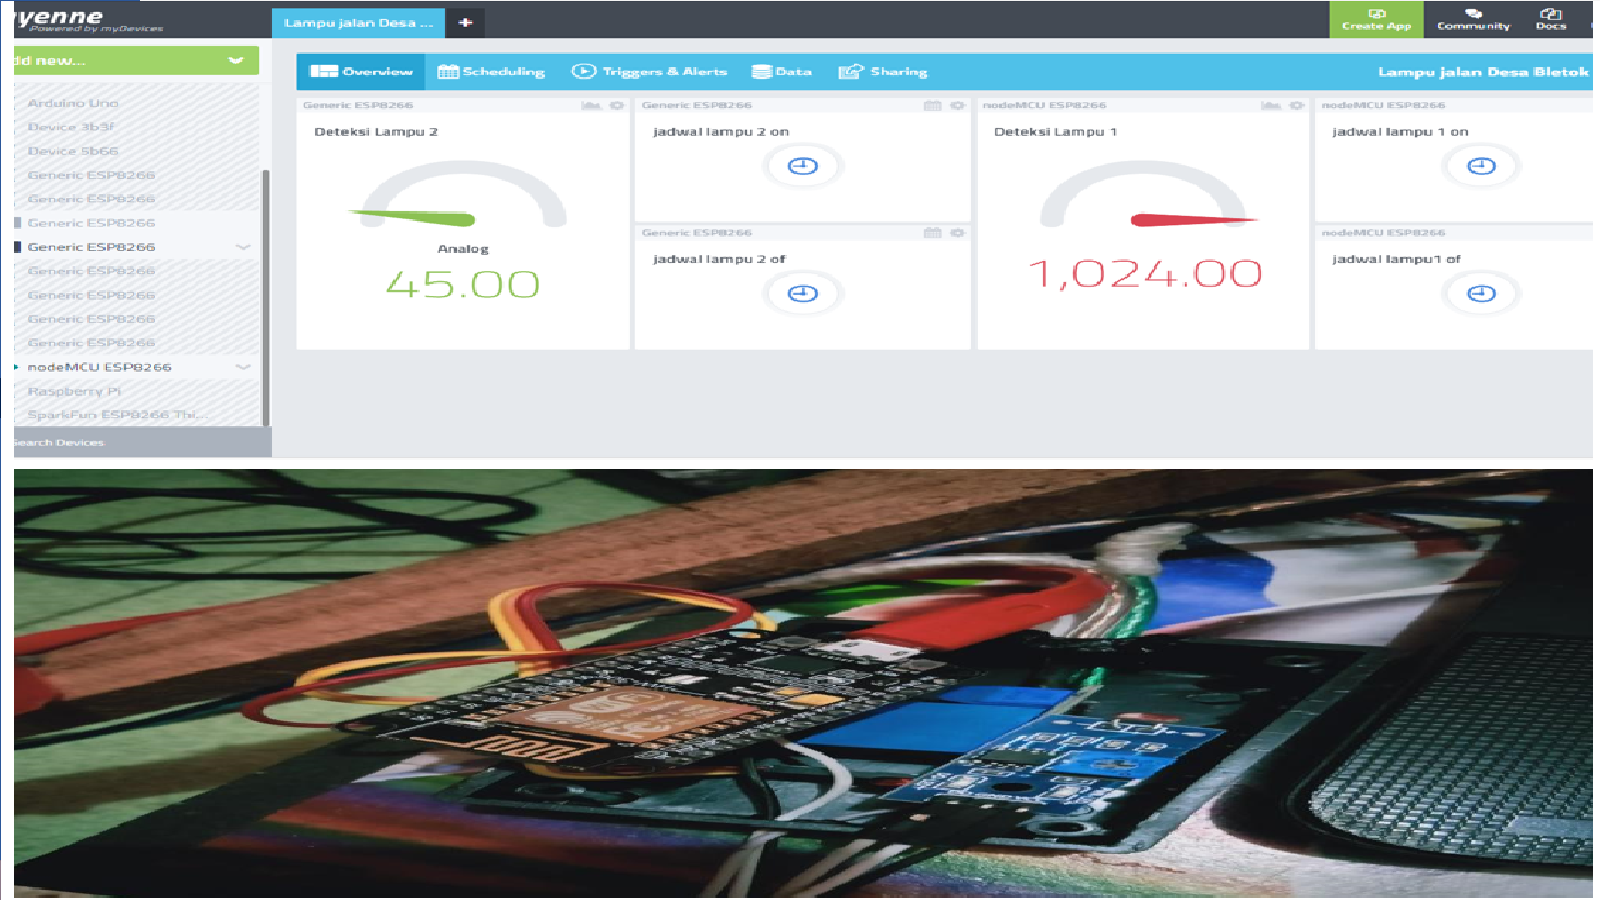 yenne
Powered by myDevices
Lampu jalan Desa ...
+
Create App
Community
Docs
dd new...
Overview
Scheduling
Triggers & Alerts
Data
Sharing
Lampu jalan Desa Bletok
Arduino Uno
Device 3b3f
Device 5b66
Generic ESP8266
Generic ESP8266
Generic ESP8266
Generic ESP8266
Generic ESP8266
Generic ESP8266
Generic ESP8266
Generic ESP8266
nodeMCU ESP8266
Raspberry Pi
SparkFun ESP8266 Thi...
Search Devices
Generic ESP8266
Deteksi Lampu 2
Analog
45.00
Generic ESP8266
jadwal lampu 2 on
Generic ESP8266
jadwal lampu 2 of
nodeMCU ESP8266
Deteksi Lampu 1
1,024.00
nodeMCU ESP8266
jadwal lampu 1 on
nodeMCU ESP8266
jadwal lampu1 of